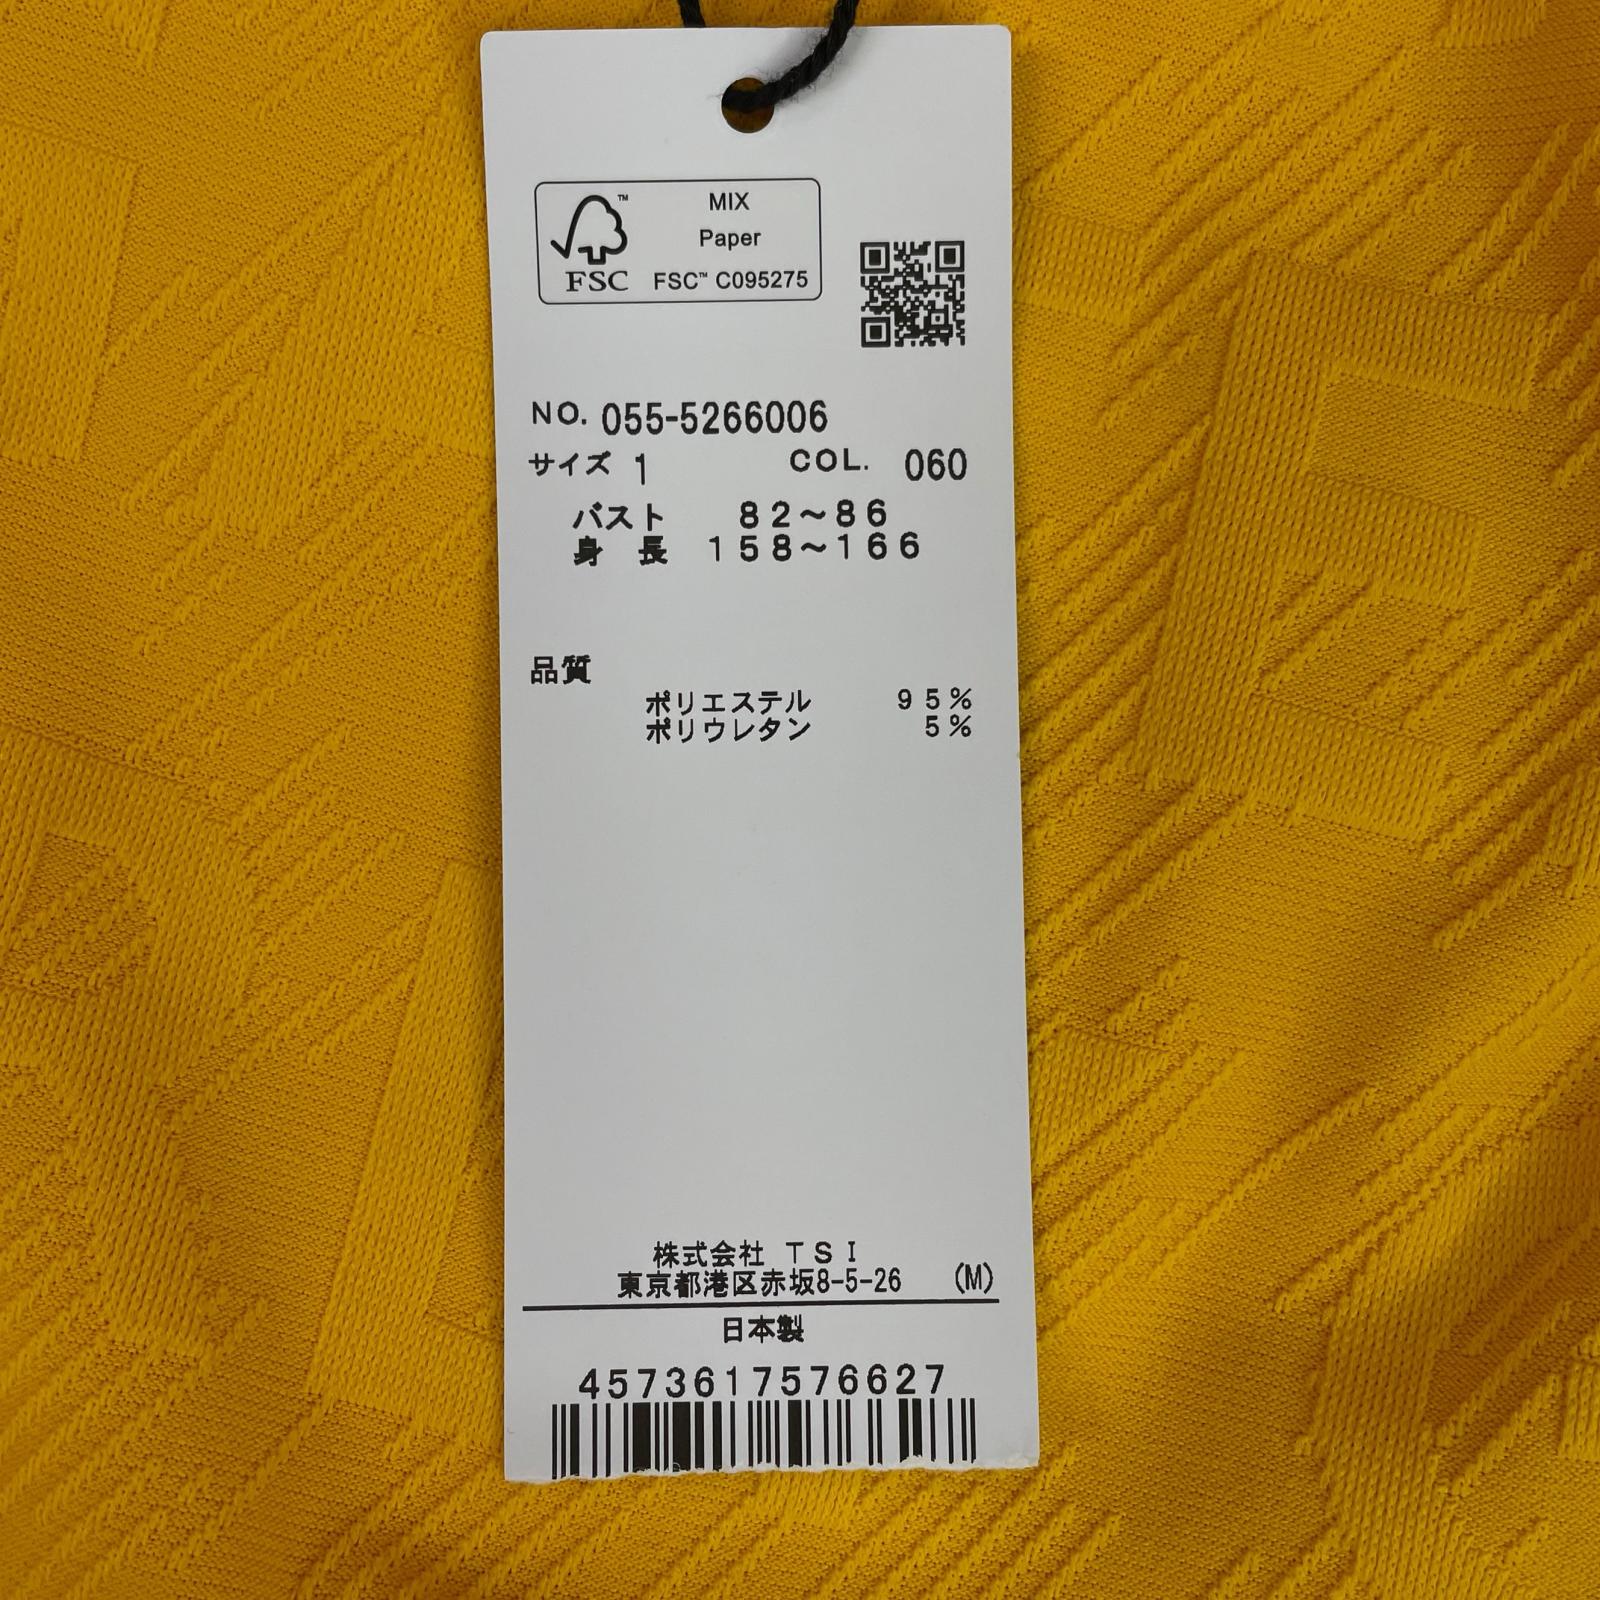 MIX
Paper
FSC™ C095275
FSC
™
NO. 055-5266006
サイズ 1 COL. 060
バスト 82~86
身 長 158~166
品質
ポリエステル 95%
ポリウレタン 5%
株式会社 TSI
東京都港区赤坂8-5-26 (M)
日本製
4573617576627